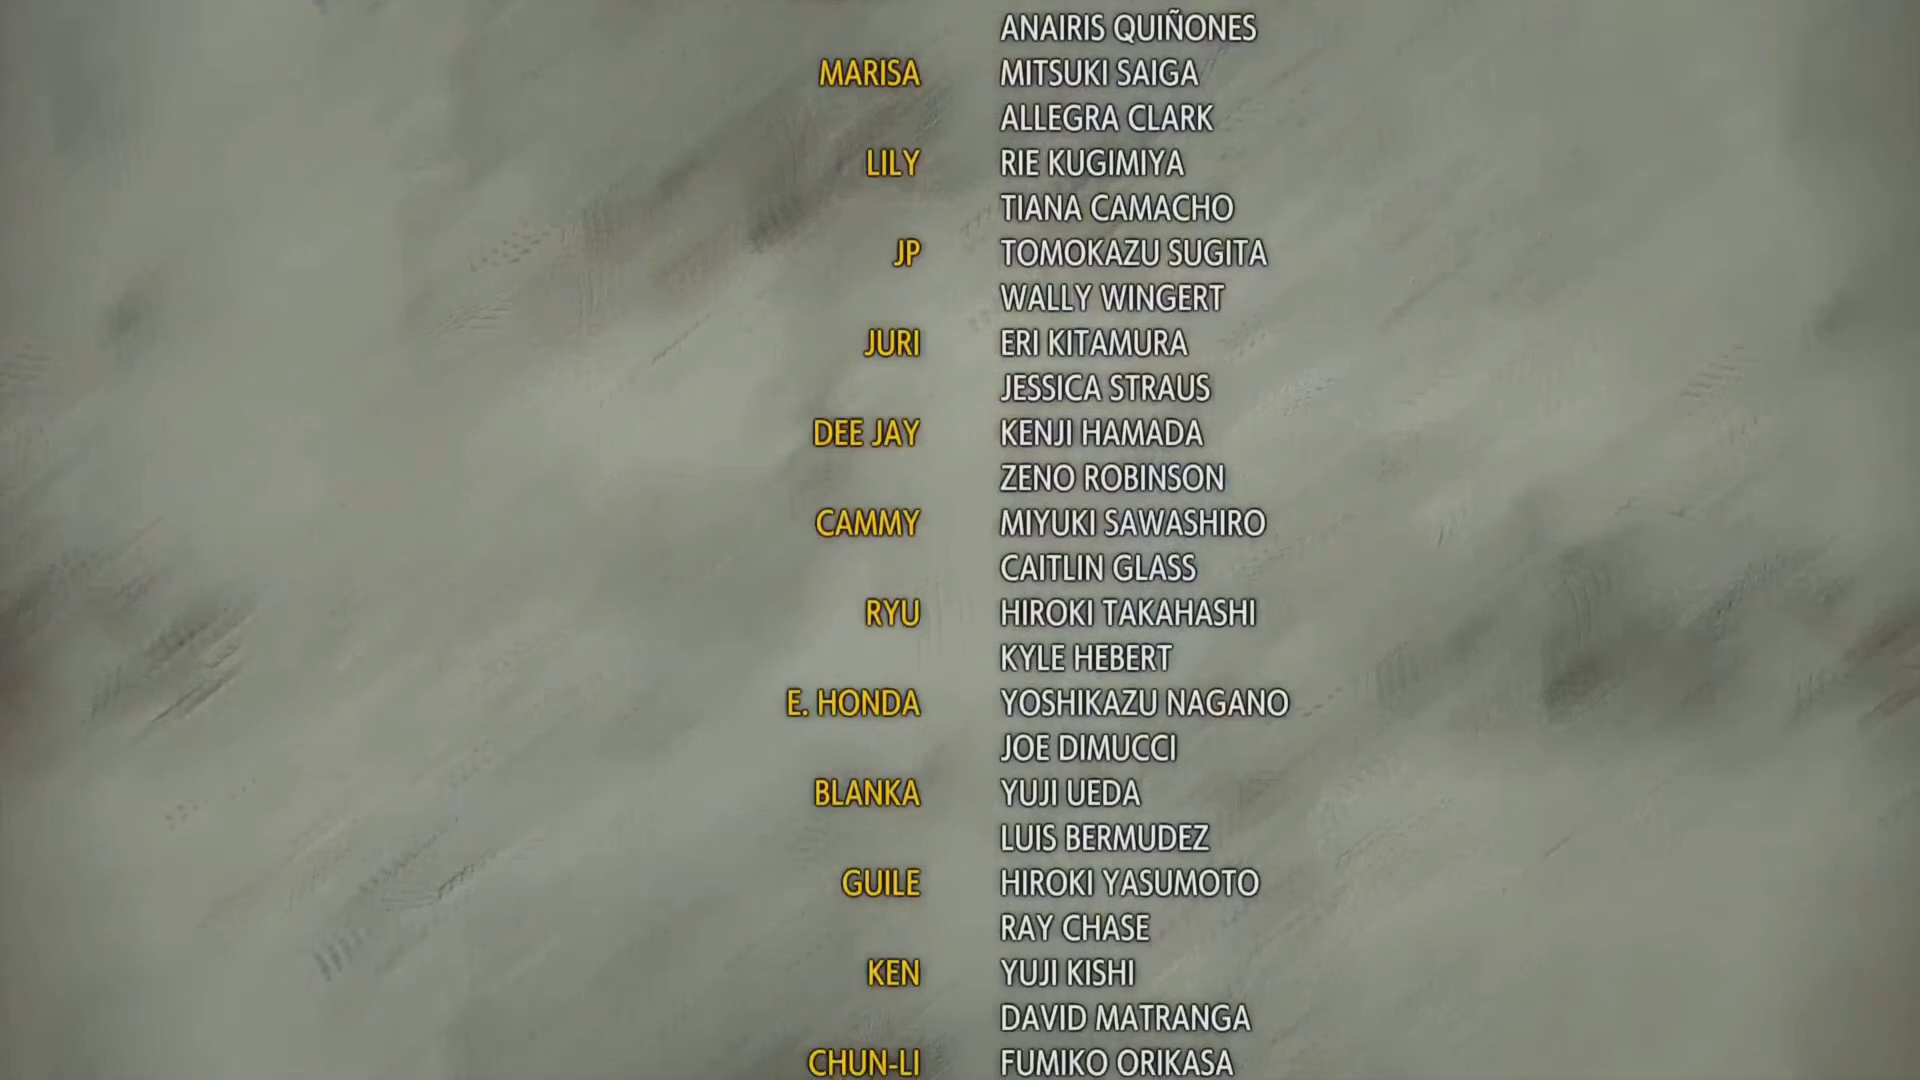 ANAIRIS QUIÑONES
MARISA MITSUKI SAIGA
ALLEGRA CLARK
LILY RIE KUGIMIYA
TIANA CAMACHO
JP TOMOKAZU SUGITA
WALLY WINGERT
JURI ERI KITAMURA
JESSICA STRAUS
DEE JAY KENJI HAMADA
ZENO ROBINSON
CAMMY MIYUKI SAWASHIRO
CAITLIN GLASS
RYU HIROKI TAKAHASHI
KYLE HEBERT
E. HONDA YOSHIKAZU NAGANO
JOE DIMUCCI
BLANKA YUJI UEDA
LUIS BERMUDEZ
GUILE HIROKI YASUMOTO
RAY CHASE
KEN YUJI KISHI
DAVID MATRANGA
CHUN-LI FUMIKO ORIKASA